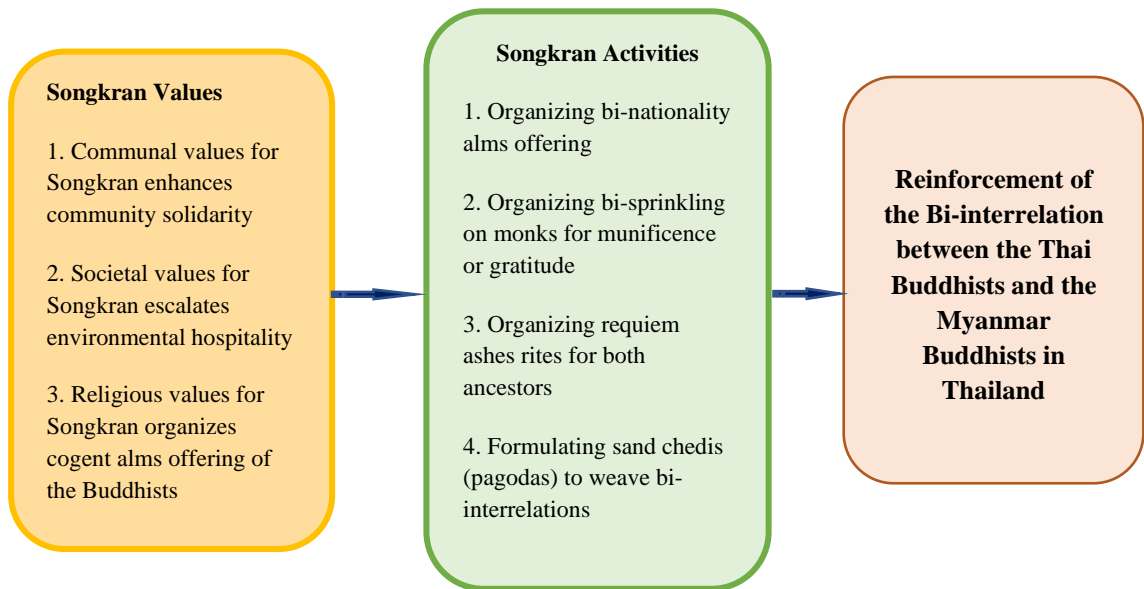 Songkran Values
1. Communal values for
Songkran enhances
community solidarity
2. Societal values for
Songkran escalates
environmental hospitality
3. Religious values for
Songkran organizes
cogent alms offering of
the Buddhists
Songkran Activities
1. Organizing bi-nationality
alms offering
2. Organizing bi-sprinkling
on monks for munificence
or gratitude
3. Organizing requiem
ashes rites for both
ancestors
4. Formulating sand chedis
(pagodas) to weave bi-
interrelations
Reinforcement of
the Bi-interrelation
between the Thai
Buddhists and the
Myanmar
Buddhists in
Thailand